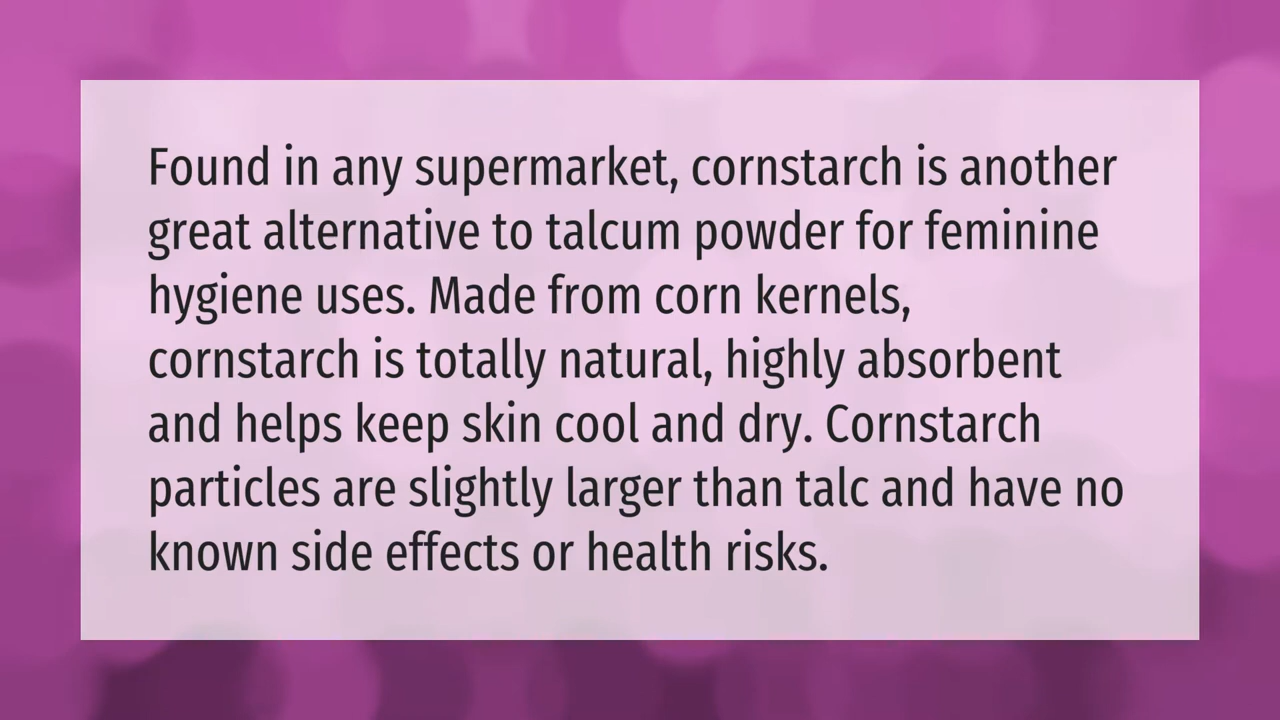 Found in any supermarket, cornstarch is another
great alternative to talcum powder for feminine
hygiene uses. Made from corn kernels,
cornstarch is totally natural, highly absorbent
and helps keep skin cool and dry. Cornstarch
particles are slightly larger than talc and have no
known side effects or health risks.